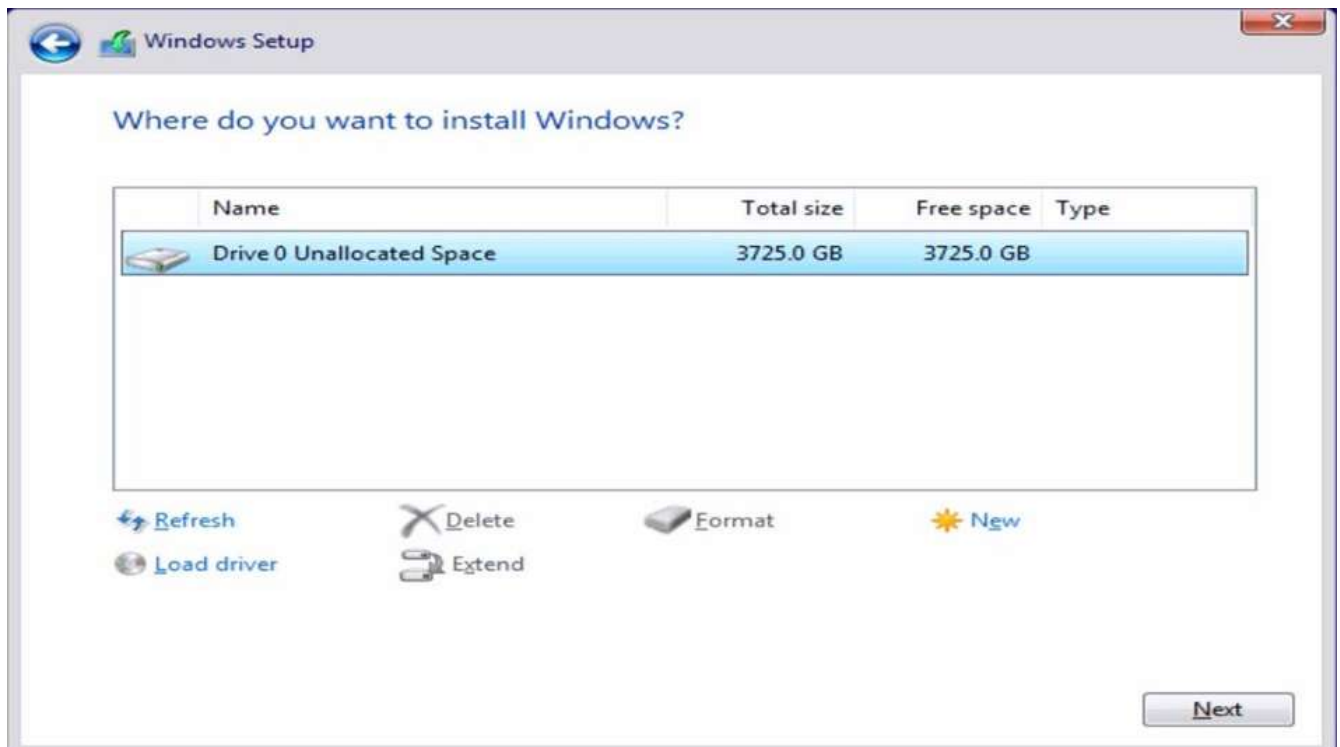 Windows Setup
Where do you want to install Windows?
Name Total size Free space Type
Drive 0 Unallocated Space 3725.0 GB 3725.0 GB
Refresh Delete Format New
Load driver Extend
Next